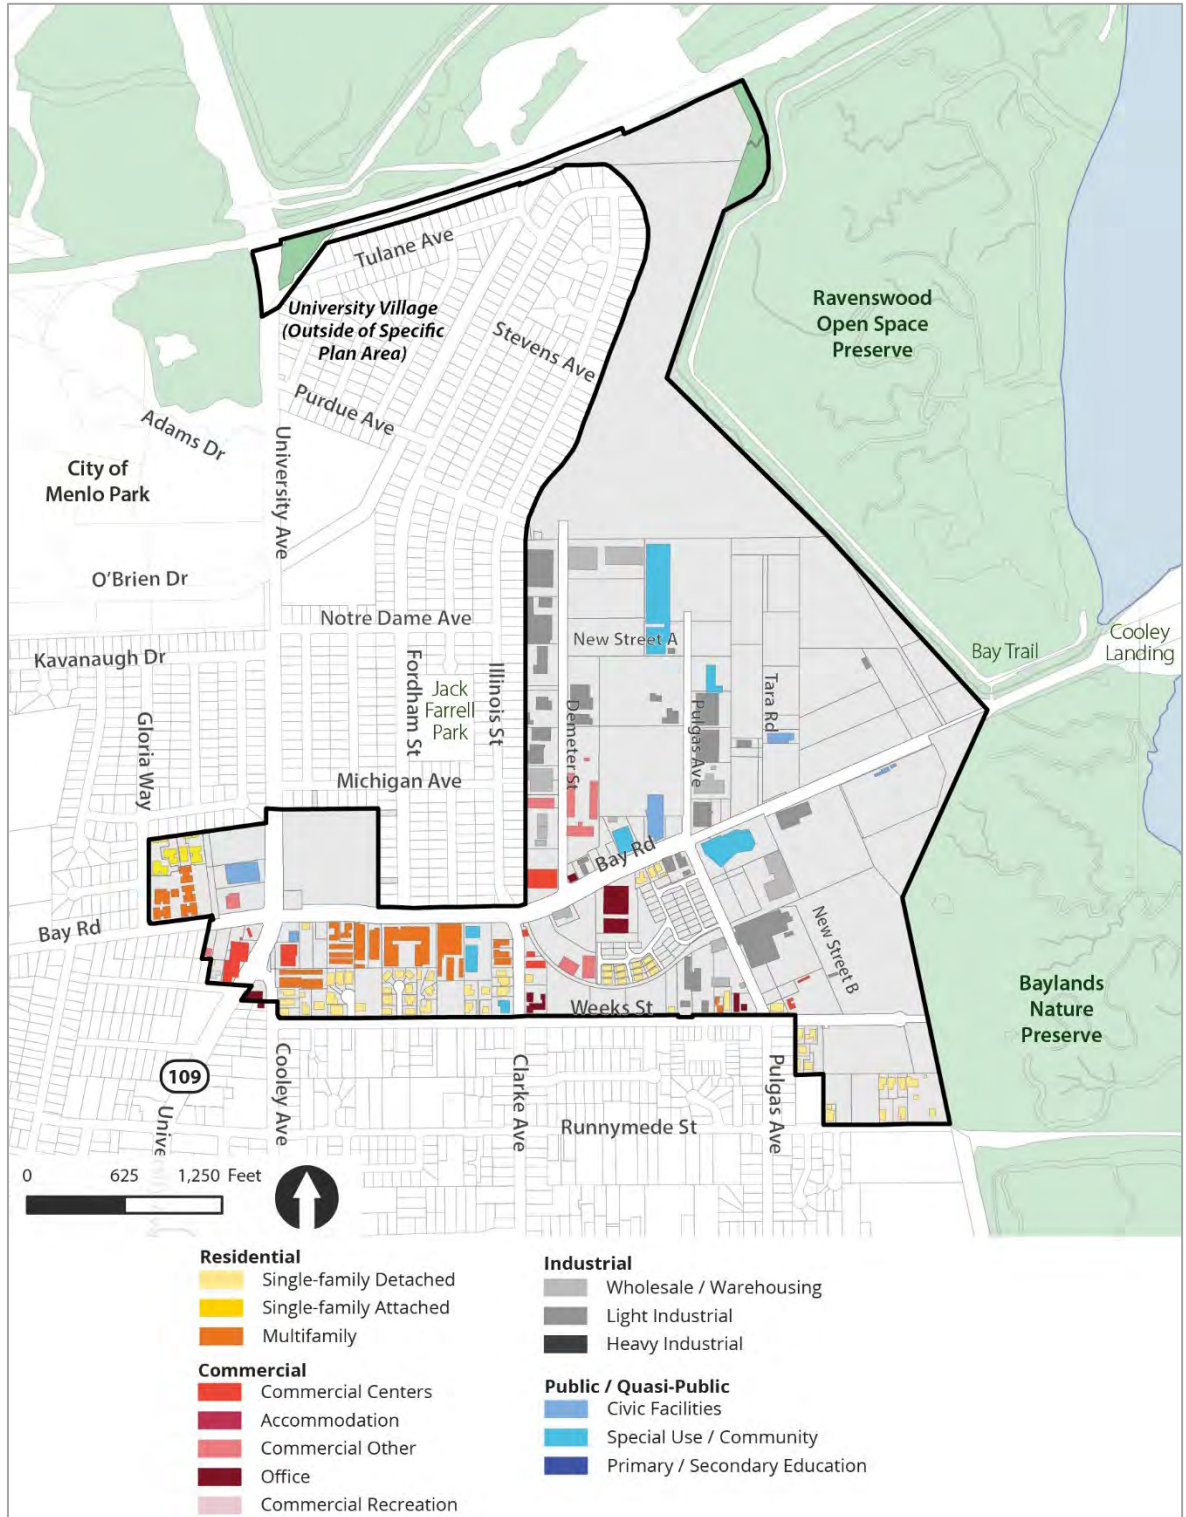 Tulane Ave
University Village
(Outside of Specific
Plan Area)
Ravenswood
Open Space
Preserve
Stevens Ave
Purdue Ave
Adams Dr
University Ave
City of
Menlo Park
O'Brien Dr
Notre Dame Ave
New Street A
Kavanaugh Dr
Bay Trail
Cooley
Landing
Fordham St
Jack
Farrell
Park
Illinois St
Demeter St
Pulgas Ave
Tara Rd
Gloria Way
Michigan Ave
Bay Rd
Bay Rd
New Street B
Weeks St
Baylands
Nature
Preserve
109
Unive
Cooley Ave
Clarke Ave
Pulgas Ave
Runnymede St
0 625 1,250 Feet
Residential
Single-family Detached
Single-family Attached
Multifamily
Commercial
Commercial Centers
Accommodation
Commercial Other
Office
Commercial Recreation
Industrial
Wholesale / Warehousing
Light Industrial
Heavy Industrial
Public / Quasi-Public
Civic Facilities
Special Use / Community
Primary / Secondary Education